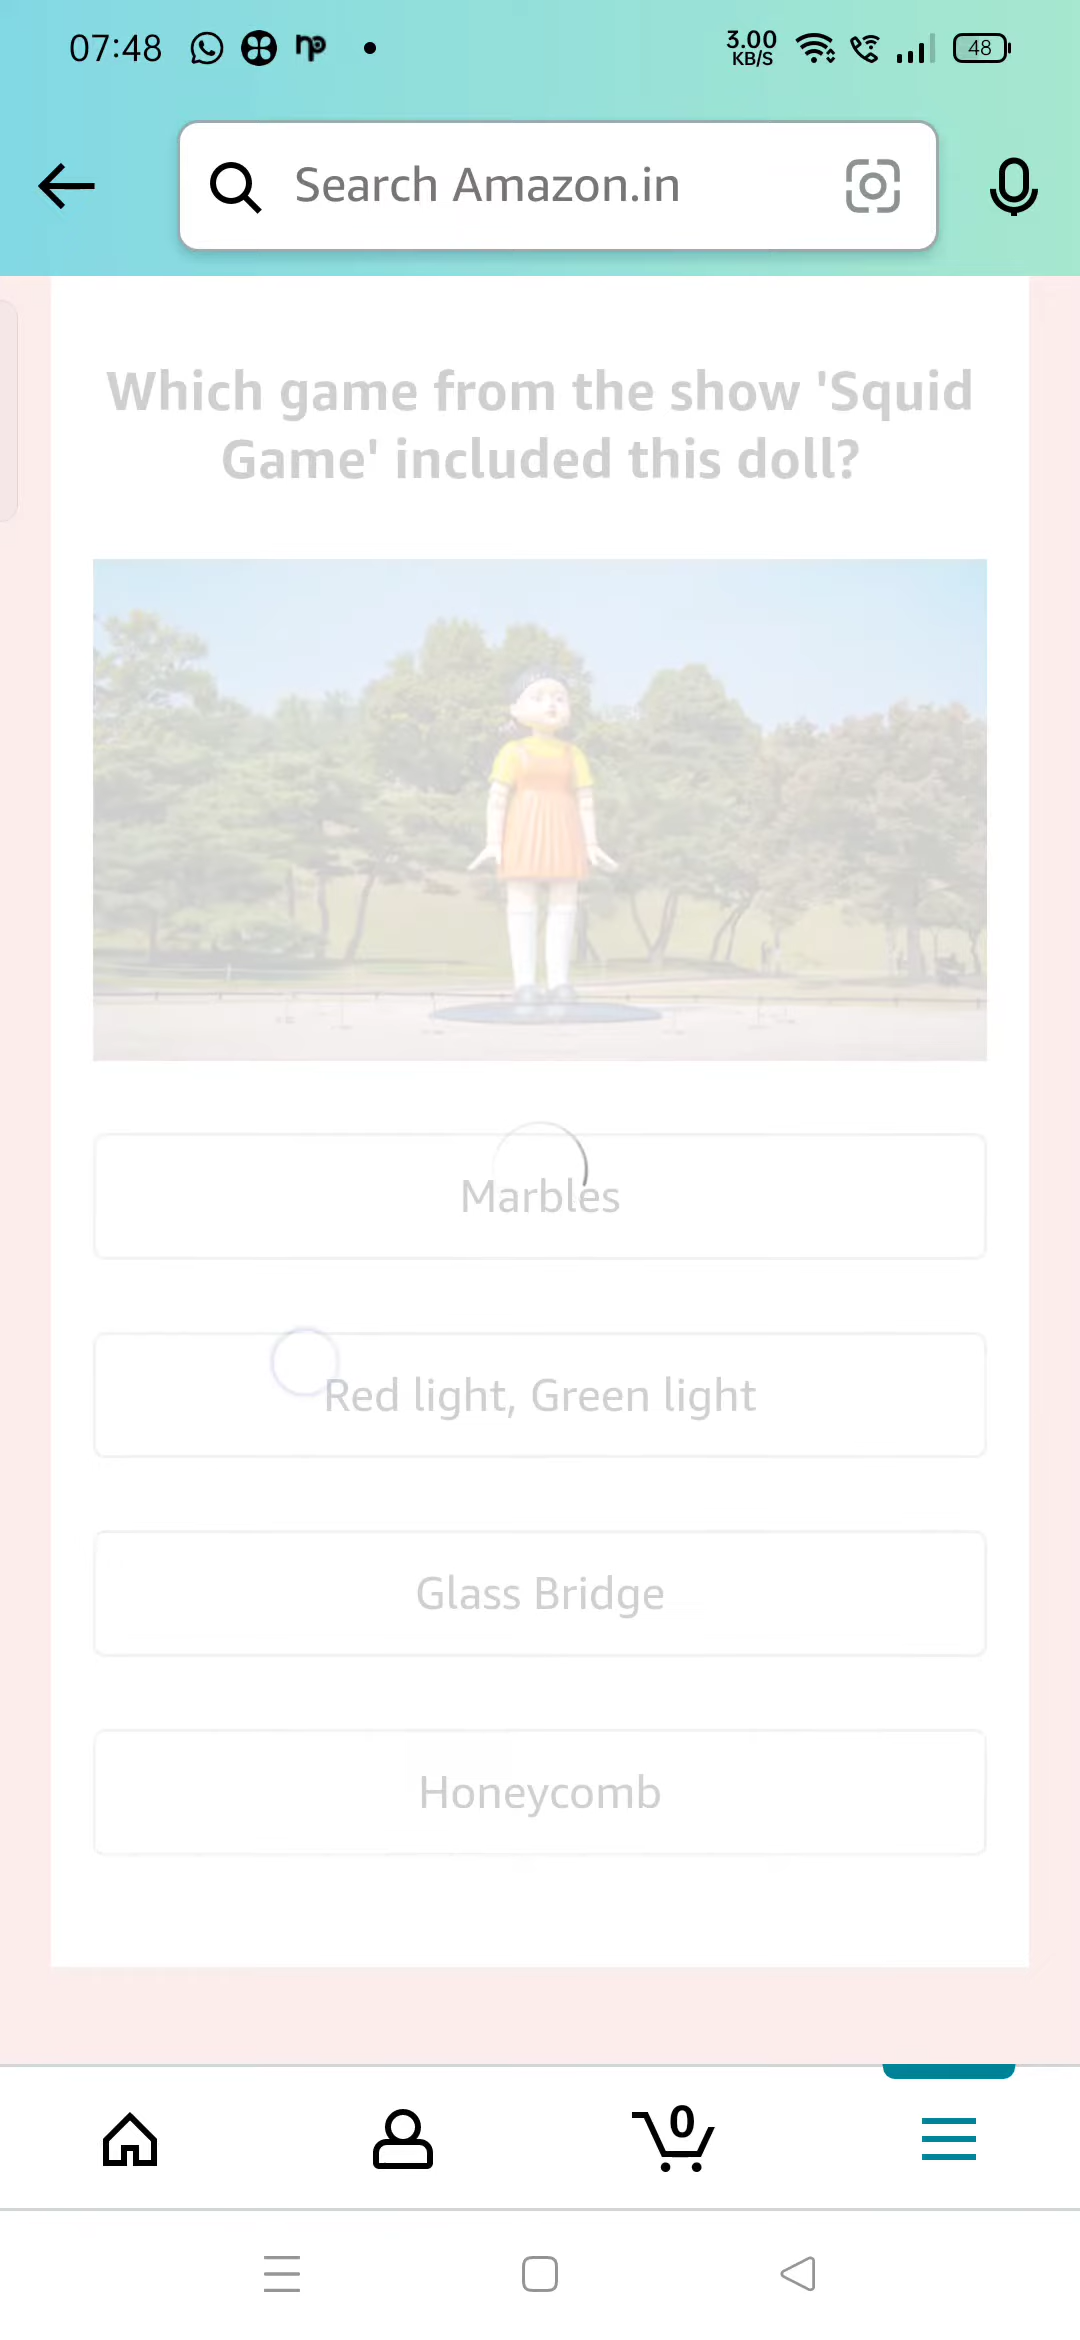 07:48
3.00
KB/S
48
Search Amazon.in
Which game from the show 'Squid
Game' included this doll?
Marbles
Red light, Green light
Glass Bridge
Honeycomb
0